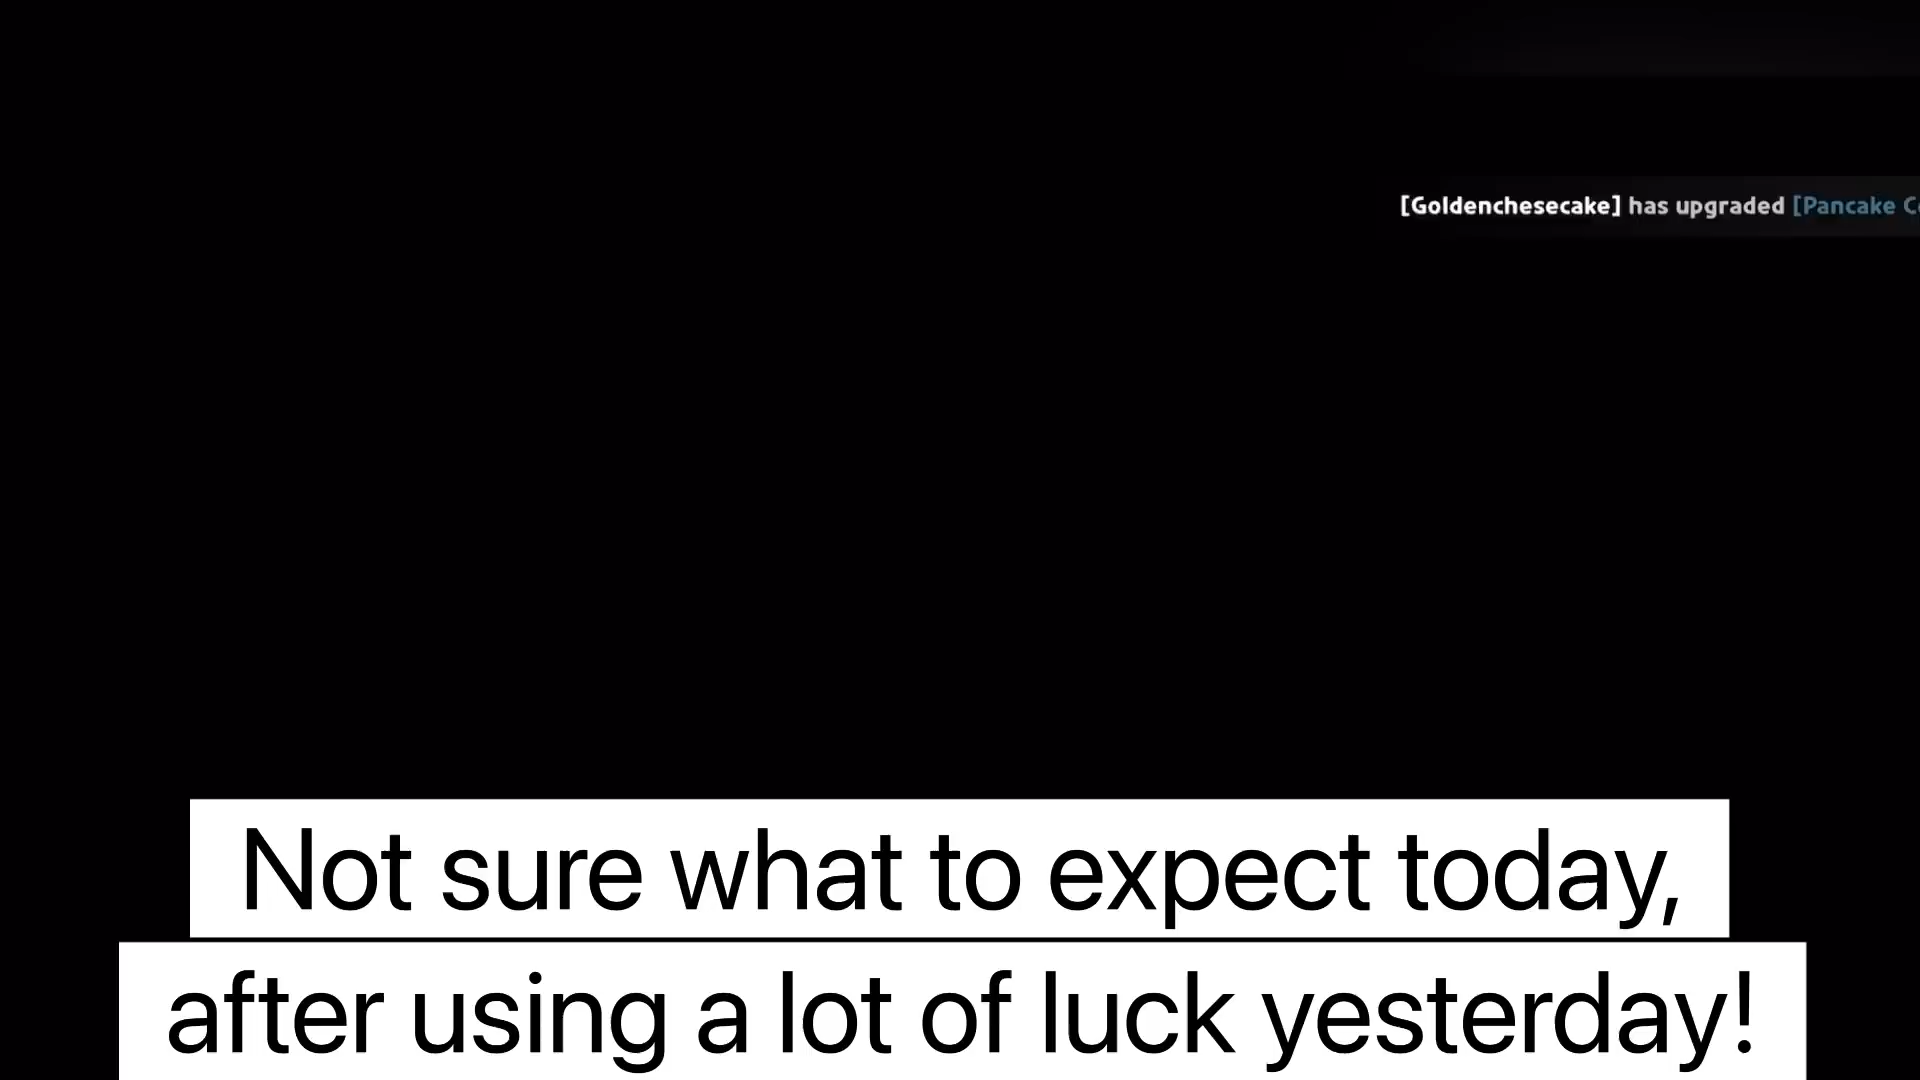 [Goldenchesecake] has upgraded [Pancake
Not sure what to expect today,
after using a lot of luck yesterday!